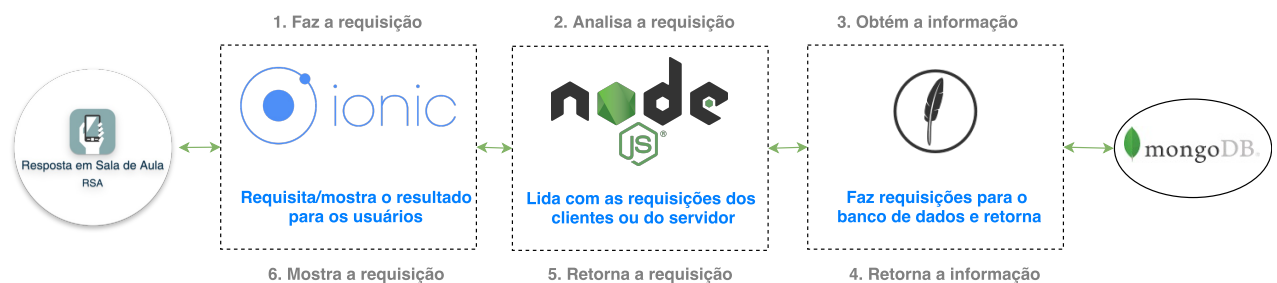 1. Faz a requisição
2. Analisa a requisição
3. Obtém a informação
Resposta em Sala de Aula
RSA
ionic
Requisita/mostra o resultado
para os usuários
node
JS®
Lida com as requisições dos
clientes ou do servidor
Faz requisições para o
banco de dados e retorna
mongoDB
6. Mostra a requisição
5. Retorna a requisição
4. Retorna a informação